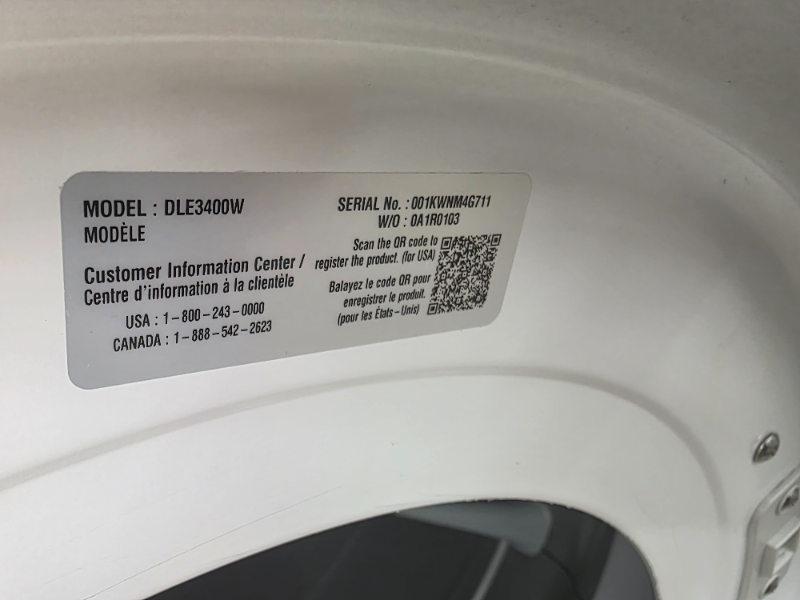 MODEL : DLE3400W
MODÈLE
Customer Information Center /
Centre d'information à la clientèle
USA : 1-800-243-0000
CANADA : 1-888-542-2623
SERIAL No. : 001KWNM4G711
W/O : 0A1R0103
Scan the QR code to
register the product. (for USA)
Balayez le code QR pour
enregistrer le produit.
(pour les États-Unis)